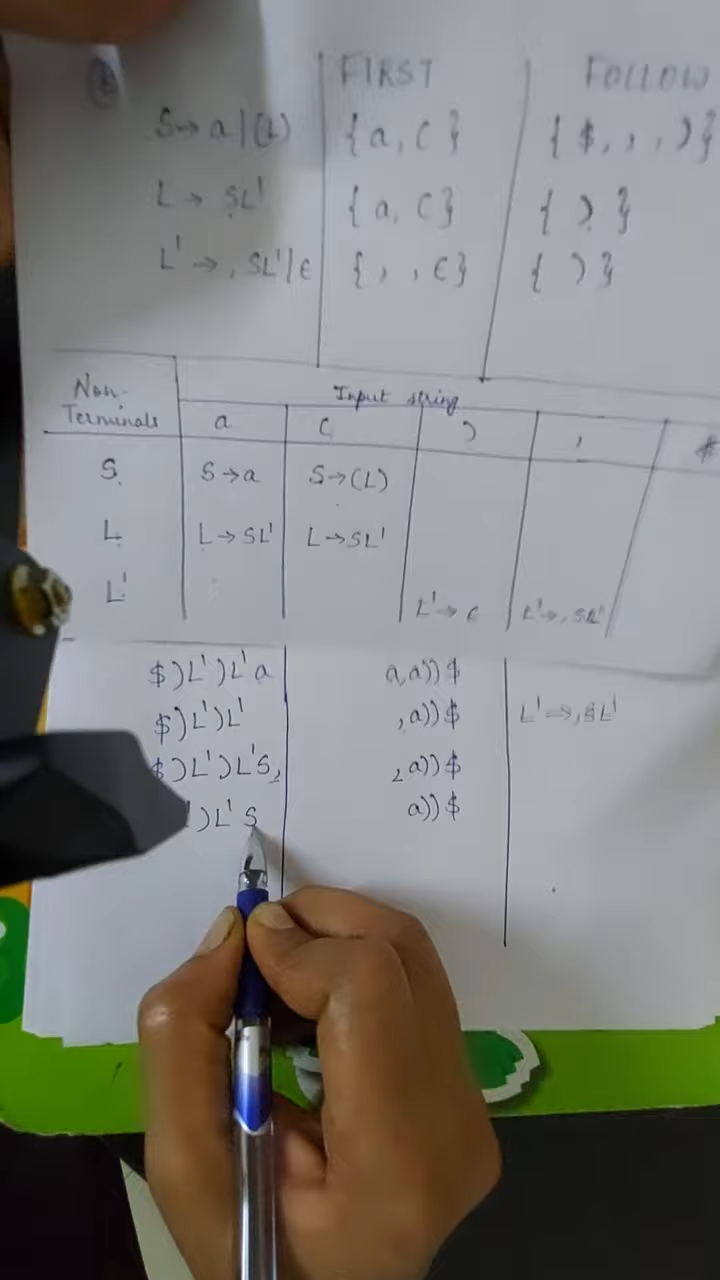 FIRST FOLLOW
S → a | (L) { a, ( } { $, , , ) }
L → SL' { a, ( } { ) }
L' → , SL' | ε { , , ε } { ) }
Non-Terminals Input string
a ( ) ,
S S → a S → (L)
L L → SL' L → SL'
L' L' → ε L' → , SL'
$)L')L'a a,a))$
$)L')L' ,a))$ L' → , SL'
$)L')L'S, ,a))$
')L'S a))$